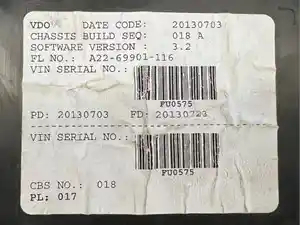 VDO DATE CODE: 20130703
CHASSIS BUILD SEQ: 018 A
SOFTWARE VERSION : 3.2
FL NO.: A22-69901-116
VIN SERIAL NO.:
FU0575
PD: 20130703 FD: 20130723
VIN SERIAL NO.:
FU0575
CBS NO.: 018
PL: 017